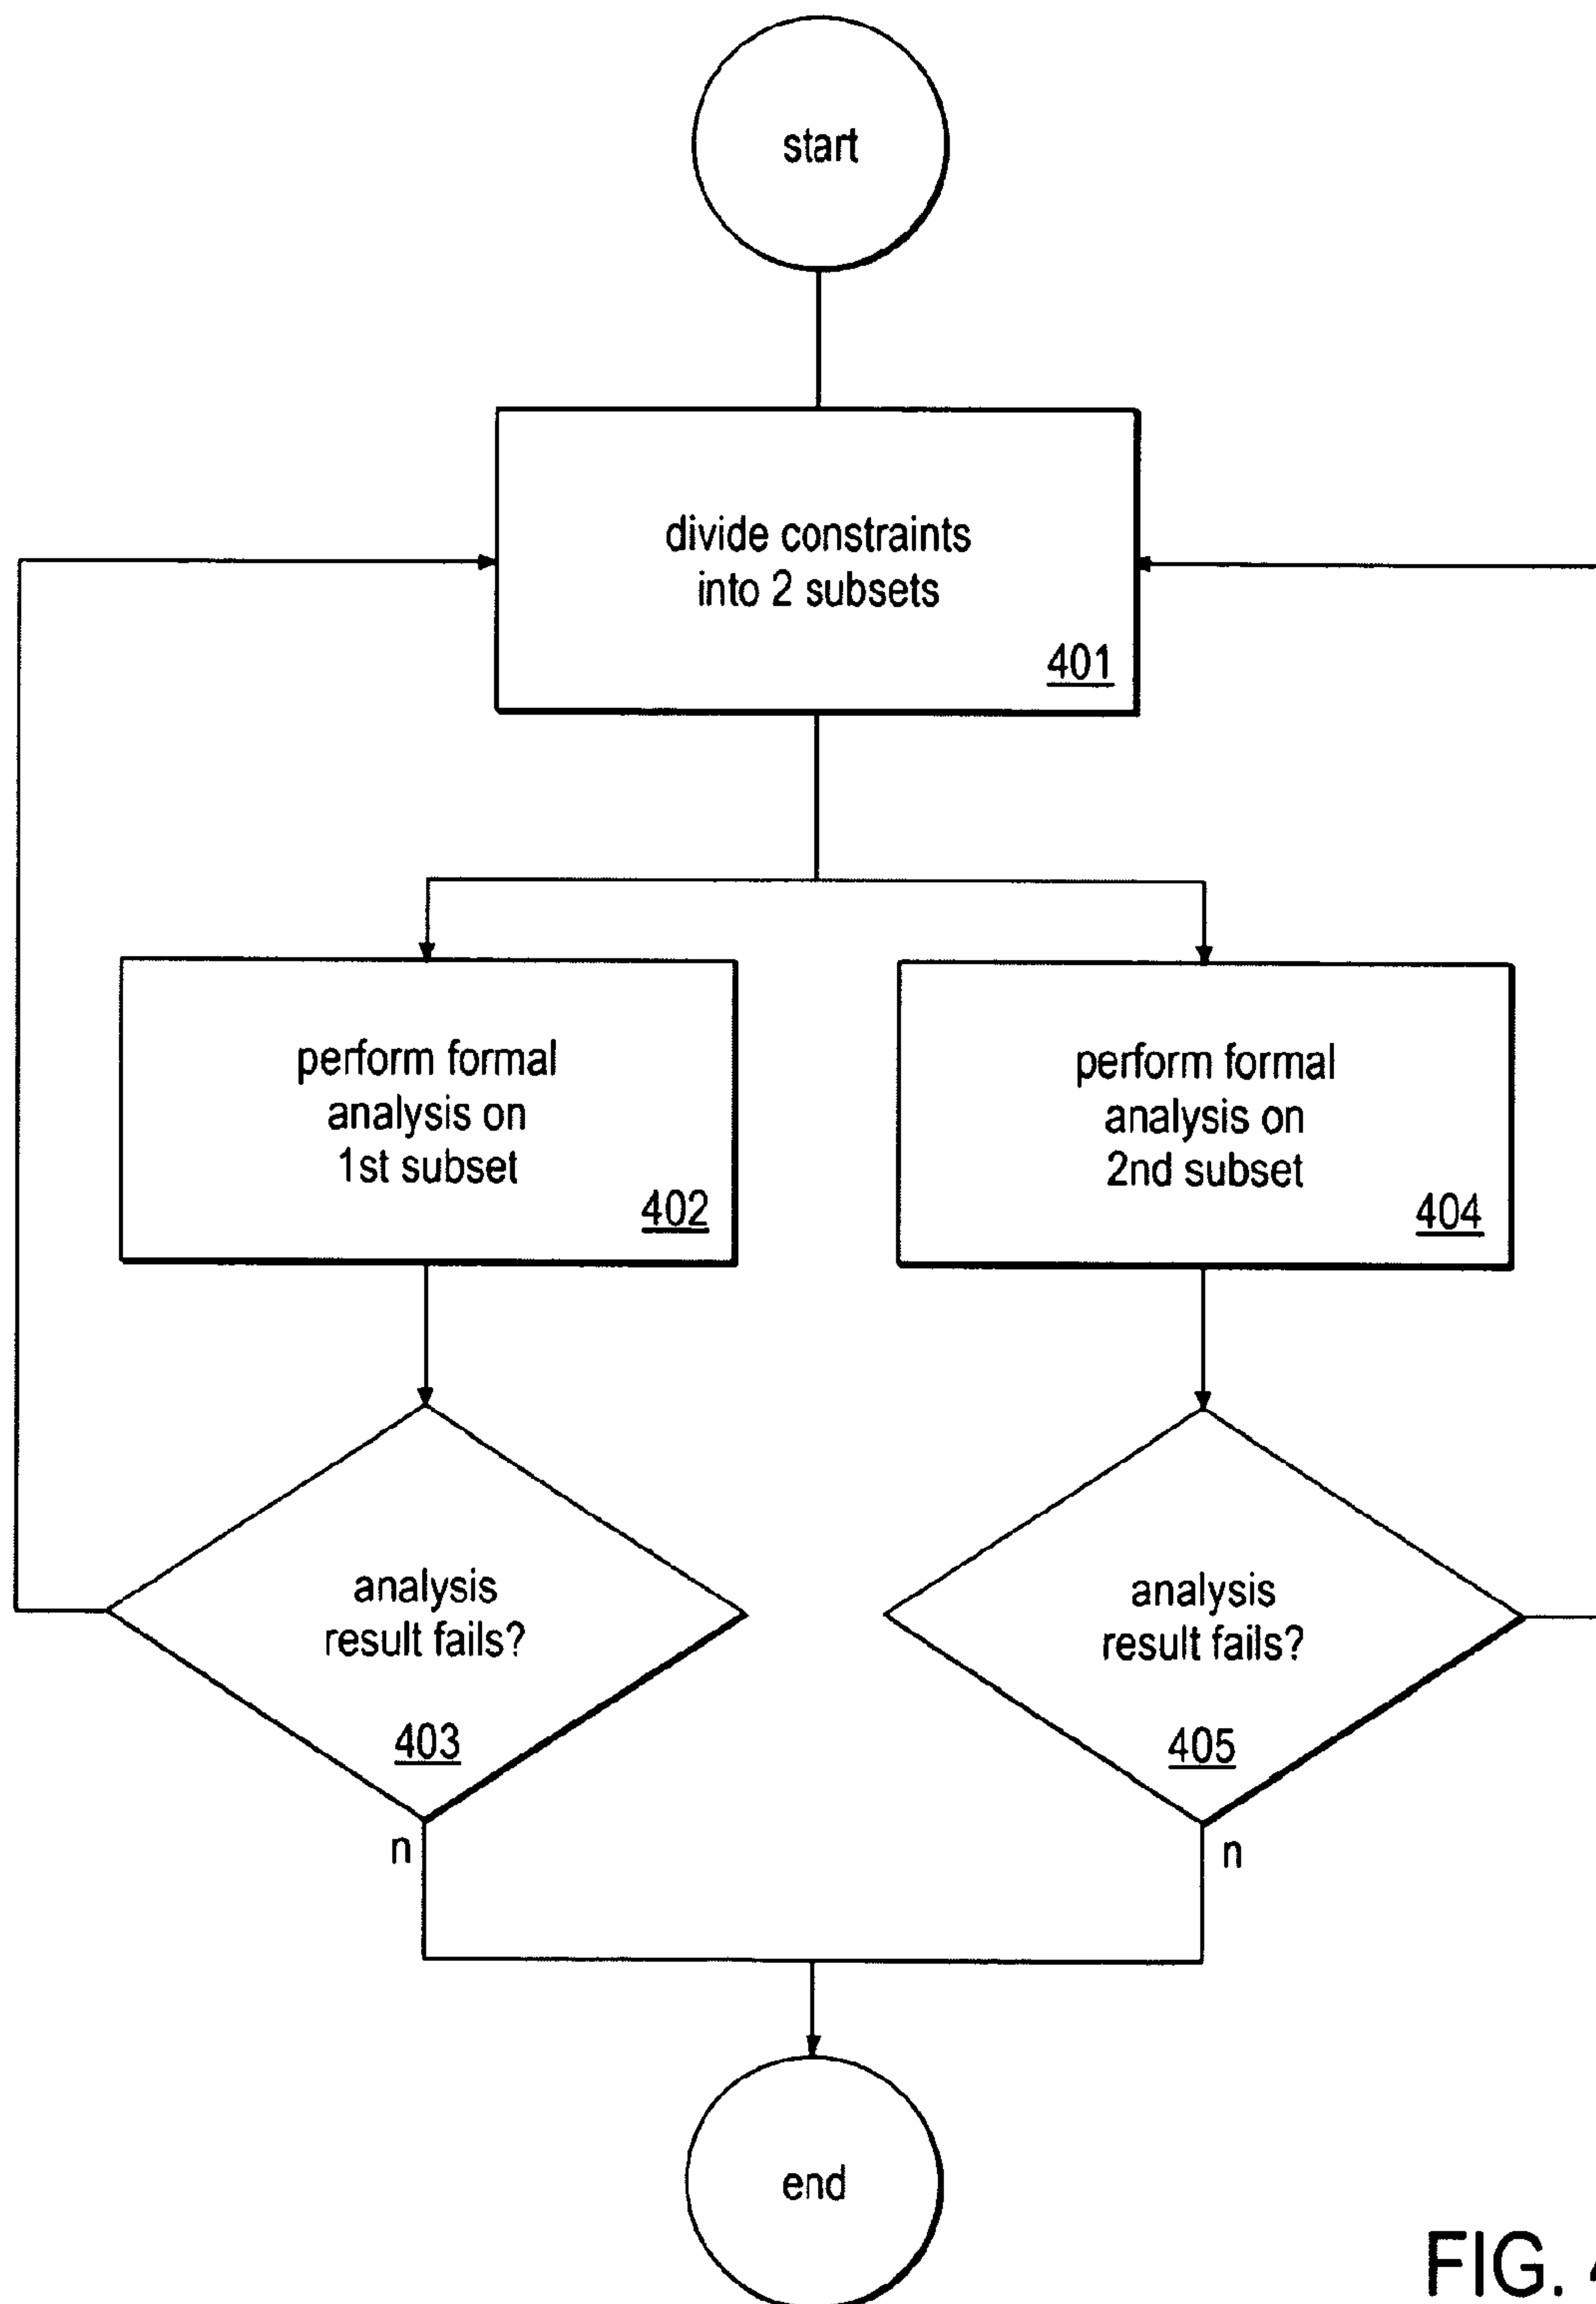 start
divide constraints
into 2 subsets
401
perform formal
analysis on
1st subset
402
perform formal
analysis on
2nd subset
404
analysis
result fails?
403
analysis
result fails?
405
n
n
end
FIG. 4